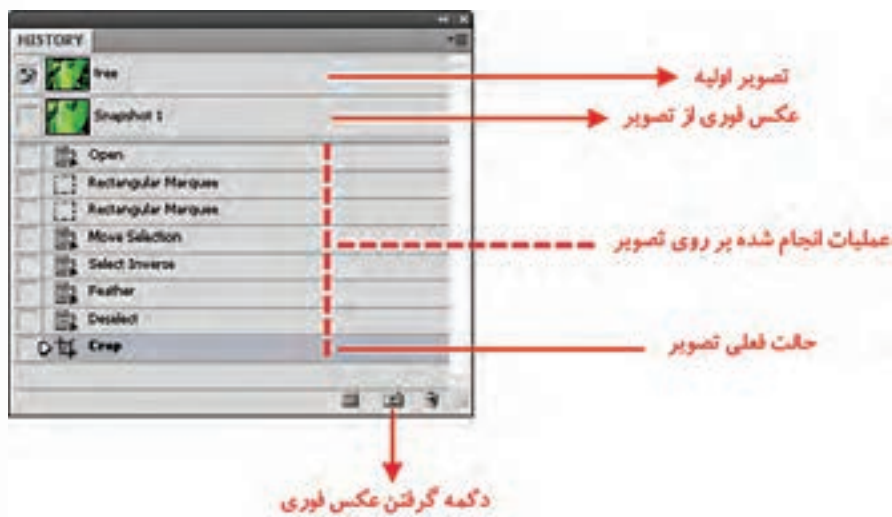 HISTORY
tree
تصویر اولیه
Snapshot 1
عکس فوری از تصویر
Open
Rectangular Marquee
Rectangular Marquee
Move Selection
عملیات انجام شده بر روی تصویر
Select Inverse
Feather
Deselect
Crop
حالت فعلی تصویر
دکمه گرفتن عکس فوری